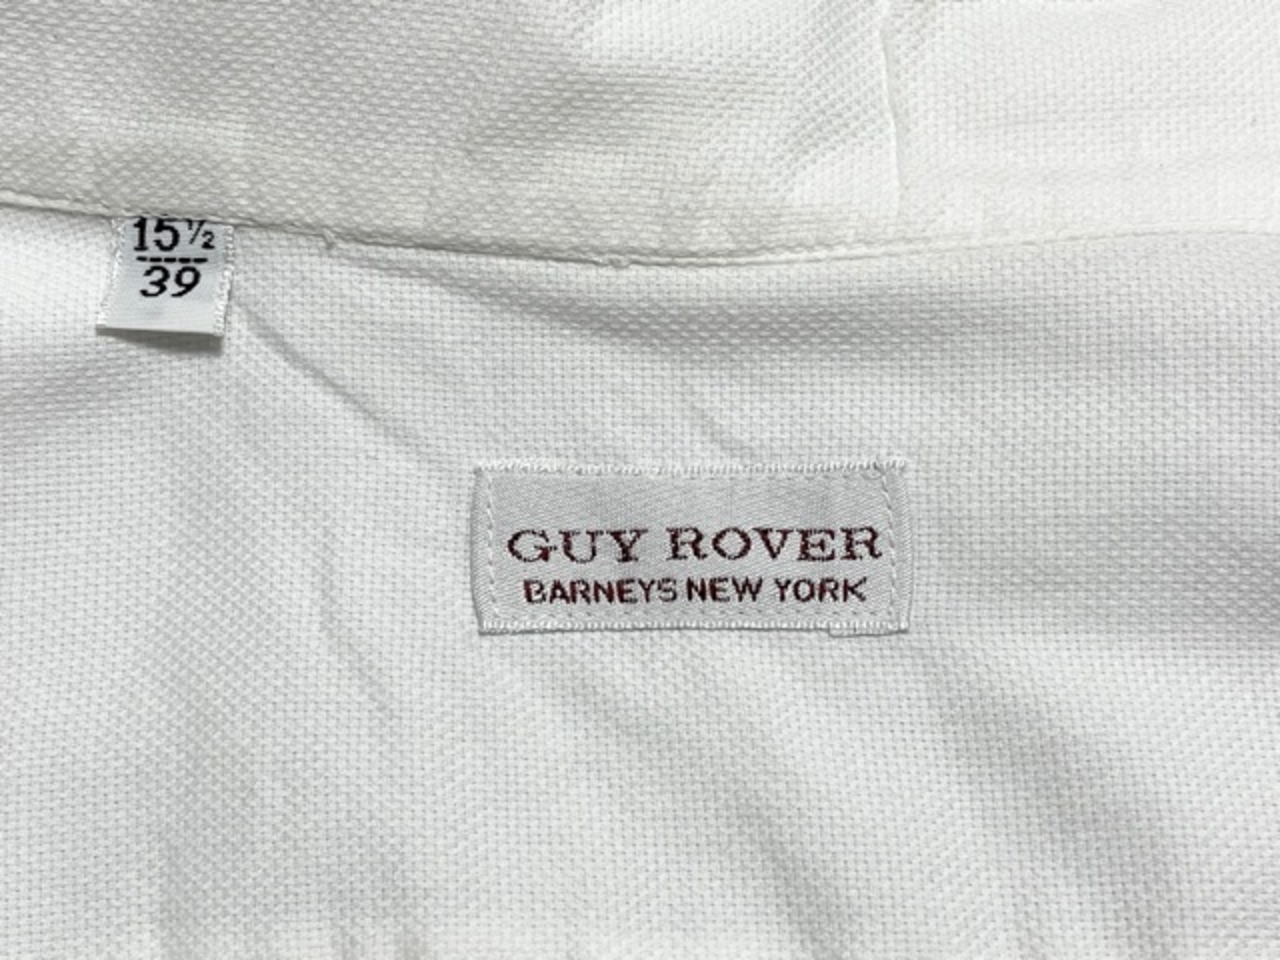 15½
39
GUY ROVER
BARNEYS NEW YORK